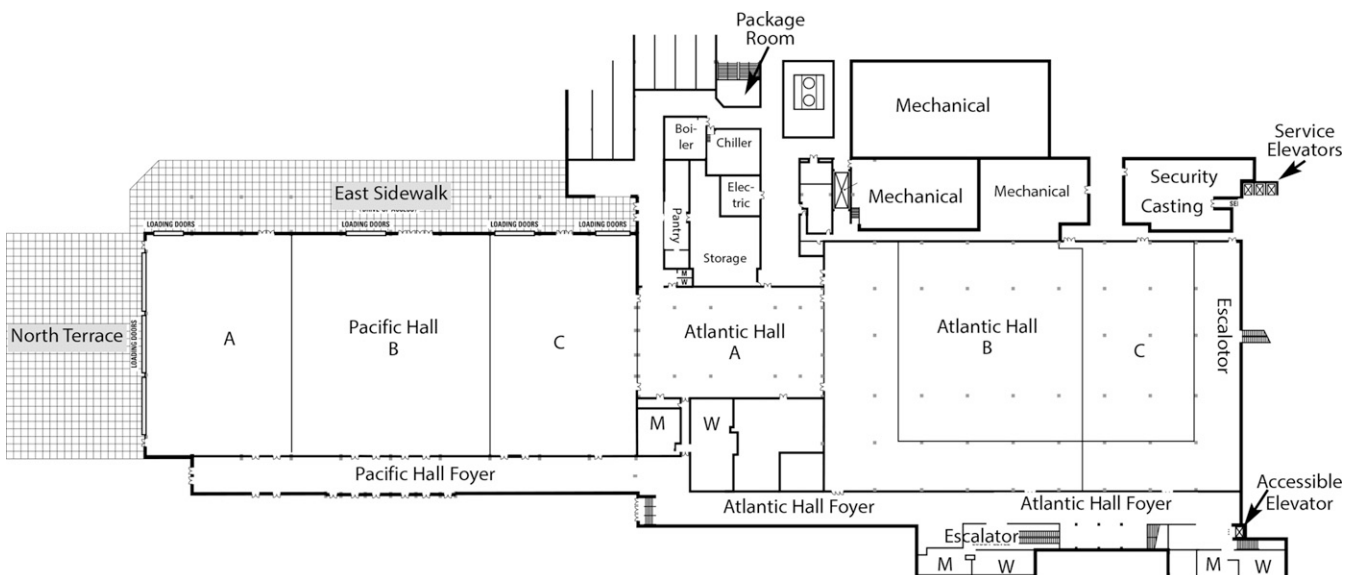 Package
Room
Mechanical
Boi-
ler
Chiller
Service
Elevators
Security
Casting
Mechanical
Mechanical
Elec-
tric
East Sidewalk
LOADING DOORS
LOADING DOORS
LOADING DOORS
LOADING DOORS
Pantry
Storage
M
W
North Terrace
LOADING DOORS
A
Pacific Hall
B
C
Atlantic Hall
A
Atlantic Hall
B
C
Escalotor
M
W
Pacific Hall Foyer
Atlantic Hall Foyer
Atlantic Hall Foyer
Accessible
Elevator
Escalator
M
W
M
W